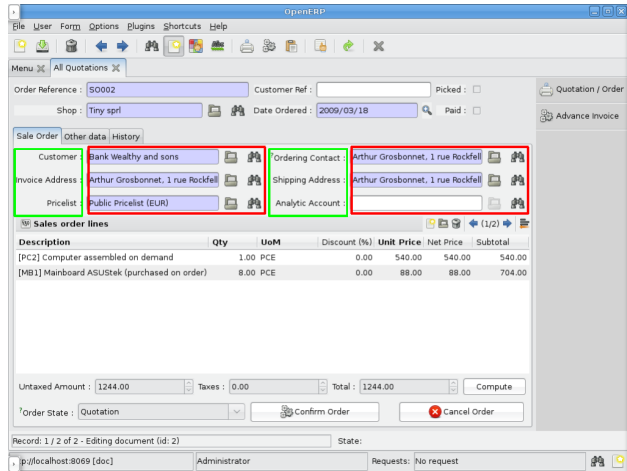 OpenERP
File User Form Options Plugins Shortcuts Help
Menu All Quotations
Order Reference : SO002 Customer Ref : Picked :
Quotation / Order
Shop : Tiny sprl Date Ordered : 2009/03/18 Paid :
Advance Invoice
Sale Order Other data History
Customer : Bank Wealthy and sons ?Ordering Contact : Arthur Grosbonnet, 1 rue Rockfell
Invoice Address : Arthur Grosbonnet, 1 rue Rockfell Shipping Address : Arthur Grosbonnet, 1 rue Rockfell
Pricelist : Public Pricelist (EUR) Analytic Account :
Sales order lines (1/2)
Description Qty UoM Discount (%) Unit Price Net Price Subtotal
[PC2] Computer assembled on demand 1.00 PCE 0.00 540.00 540.00 540.00
[MB1] Mainboard ASUStek (purchased on order) 8.00 PCE 0.00 88.00 88.00 704.00
Untaxed Amount : 1244.00 Taxes : 0.00 Total : 1244.00 Compute
?Order State : Quotation Confirm Order Cancel Order
Record: 1 / 2 of 2 - Editing document (id: 2) State:
p://localhost:8069 [doc] Administrator Requests: No request